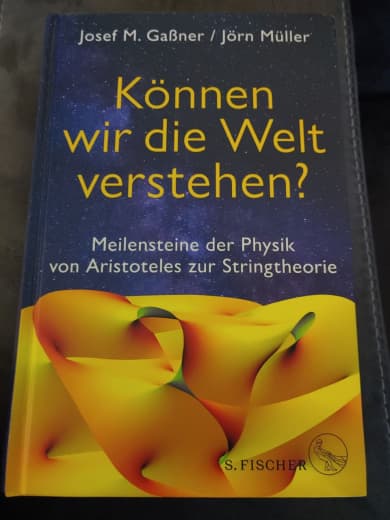 Josef M. Gaßner / Jörn Müller
Können
wir die Welt
verstehen?
Meilensteine der Physik
von Aristoteles zur Stringtheorie
S. FISCHER